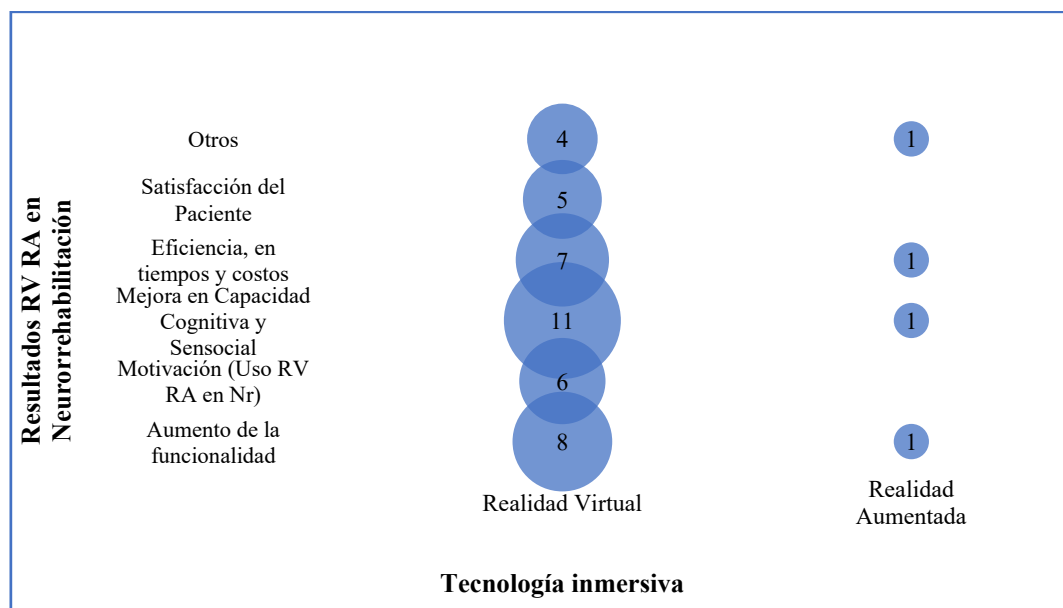 Resultados RV RA en
Neurorrehabilitación
Otros
4
1
Satisfacción del
Paciente
5
Eficiencia, en
tiempos y costos
7
1
Mejora en Capacidad
Cognitiva y
Sensocial
11
1
Motivación (Uso RV
RA en Nr)
6
Aumento de la
funcionalidad
8
1
Realidad Virtual
Realidad
Aumentada
Tecnología inmersiva